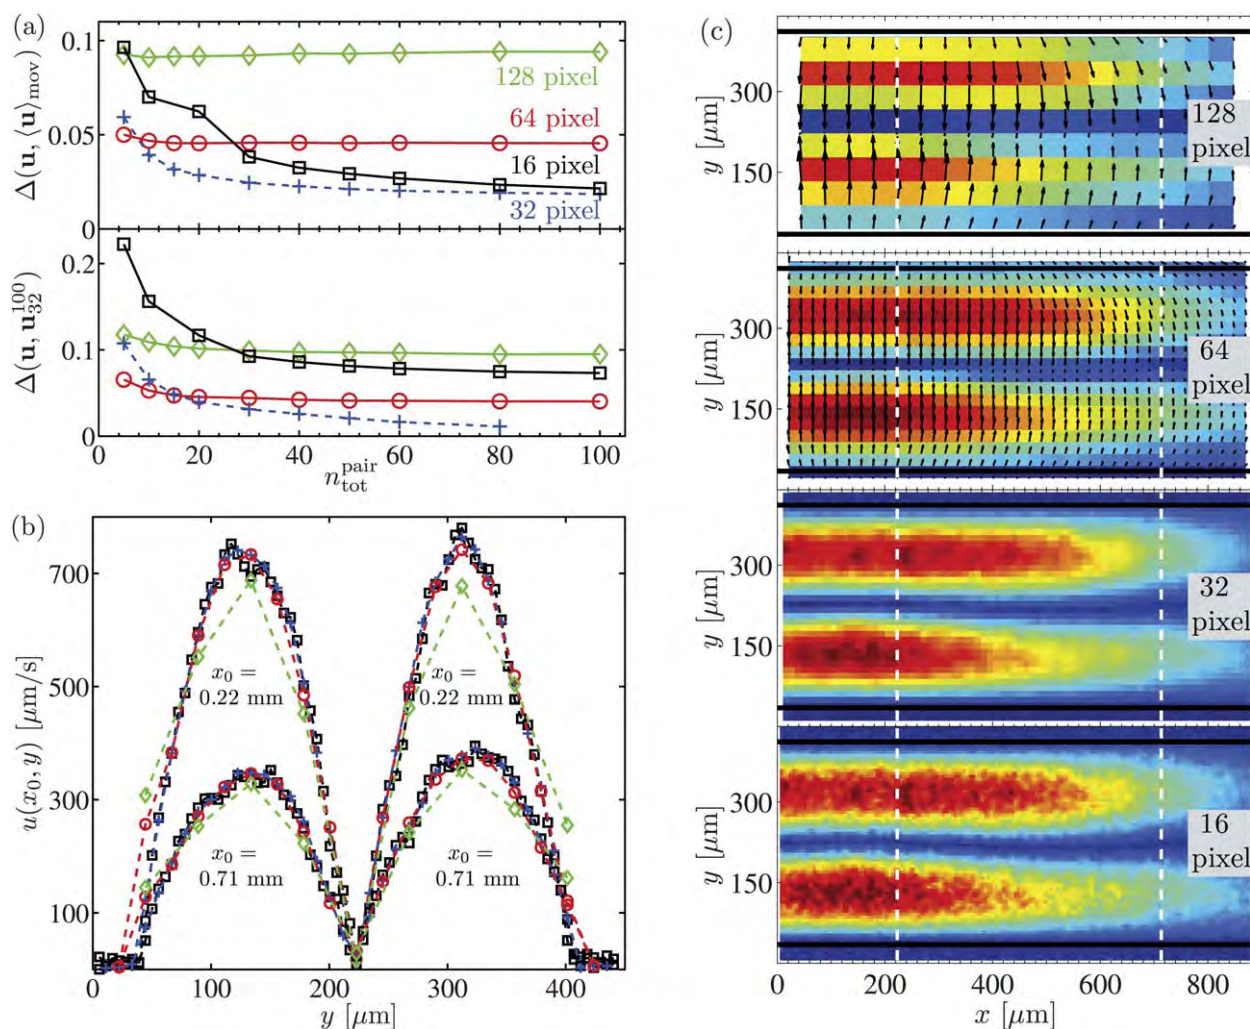 (a)
0.1
0.05
0
Δ(u, ⟨u⟩mov)
128 pixel
64 pixel
16 pixel
32 pixel
0.2
0.1
0
Δ(u, u₃₂¹⁰⁰)
0 20 40 60 80 100
n_tot^pair
(b)
700
500
300
100
u(x₀, y) [μm/s]
x₀ =
0.22 mm
x₀ =
0.22 mm
x₀ =
0.71 mm
x₀ =
0.71 mm
0 100 200 300 400
y [μm]
(c)
300
150
y [μm]
128
pixel
300
150
y [μm]
64
pixel
300
150
y [μm]
32
pixel
300
150
y [μm]
16
pixel
0 200 400 600 800
x [μm]